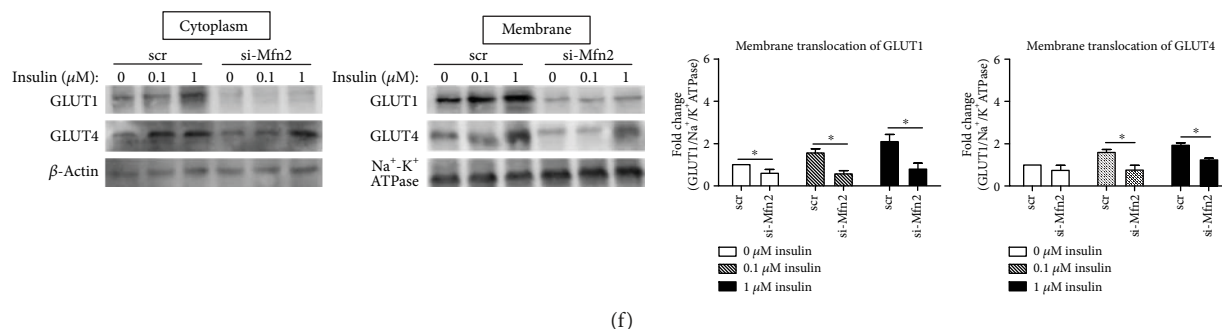 Cytoplasm
scr si-Mfn2
Insulin (μM): 0 0.1 1 0 0.1 1
GLUT1
GLUT4
β-Actin
Membrane
scr si-Mfn2
Insulin (μM): 0 0.1 1 0 0.1 1
GLUT1
GLUT4
Na⁺-K⁺
ATPase
Membrane translocation of GLUT1
Fold change
(GLUT1/Na⁺/K⁺ATPase)
6
4
2
0
* * *
scr si-Mfn2 scr si-Mfn2 scr si-Mfn2
0 μM insulin
0.1 μM insulin
1 μM insulin
Membrane translocation of GLUT4
Fold change
(GLUT1/Na⁺/K⁺ATPase)
6
4
2
0
* *
scr si-Mfn2 scr si-Mfn2 scr si-Mfn2
0 μM insulin
0.1 μM insulin
1 μM insulin
(f)